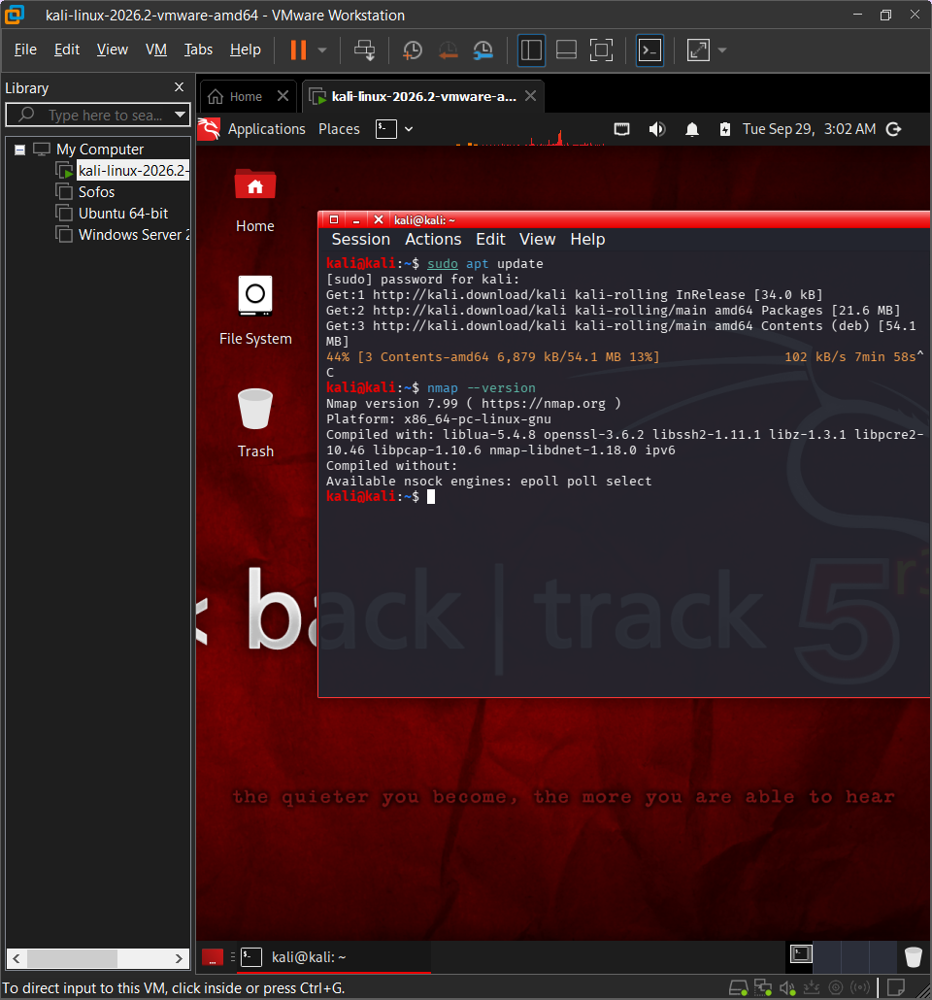 kali-linux-2026.2-vmware-amd64 - VMware Workstation
File Edit View VM Tabs Help
Library
Type here to sea...
My Computer
kali-linux-2026.2-
Sofos
Ubuntu 64-bit
Windows Server 2
Home
kali-linux-2026.2-vmware-a...
Applications Places
Tue Sep 29, 3:02 AM
Home
File System
Trash
kali@kali: ~
Session Actions Edit View Help
kali@kali:~$ sudo apt update
[sudo] password for kali:
Get:1 http://kali.download/kali kali-rolling InRelease [34.0 kB]
Get:2 http://kali.download/kali kali-rolling/main amd64 Packages [21.6 MB]
Get:3 http://kali.download/kali kali-rolling/main amd64 Contents (deb) [54.1
MB]
44% [3 Contents-amd64 6,879 kB/54.1 MB 13%] 102 kB/s 7min 58s^
C
kali@kali:~$ nmap --version
Nmap version 7.99 ( https://nmap.org )
Platform: x86_64-pc-linux-gnu
Compiled with: liblua-5.4.8 openssl-3.6.2 libssh2-1.11.1 libz-1.3.1 libpcre2-
10.46 libpcap-1.10.6 nmap-libdnet-1.18.0 ipv6
Compiled without:
Available nsock engines: epoll poll select
kali@kali:~$
back | track 5
the quieter you become, the more you are able to hear
kali@kali: ~
To direct input to this VM, click inside or press Ctrl+G.